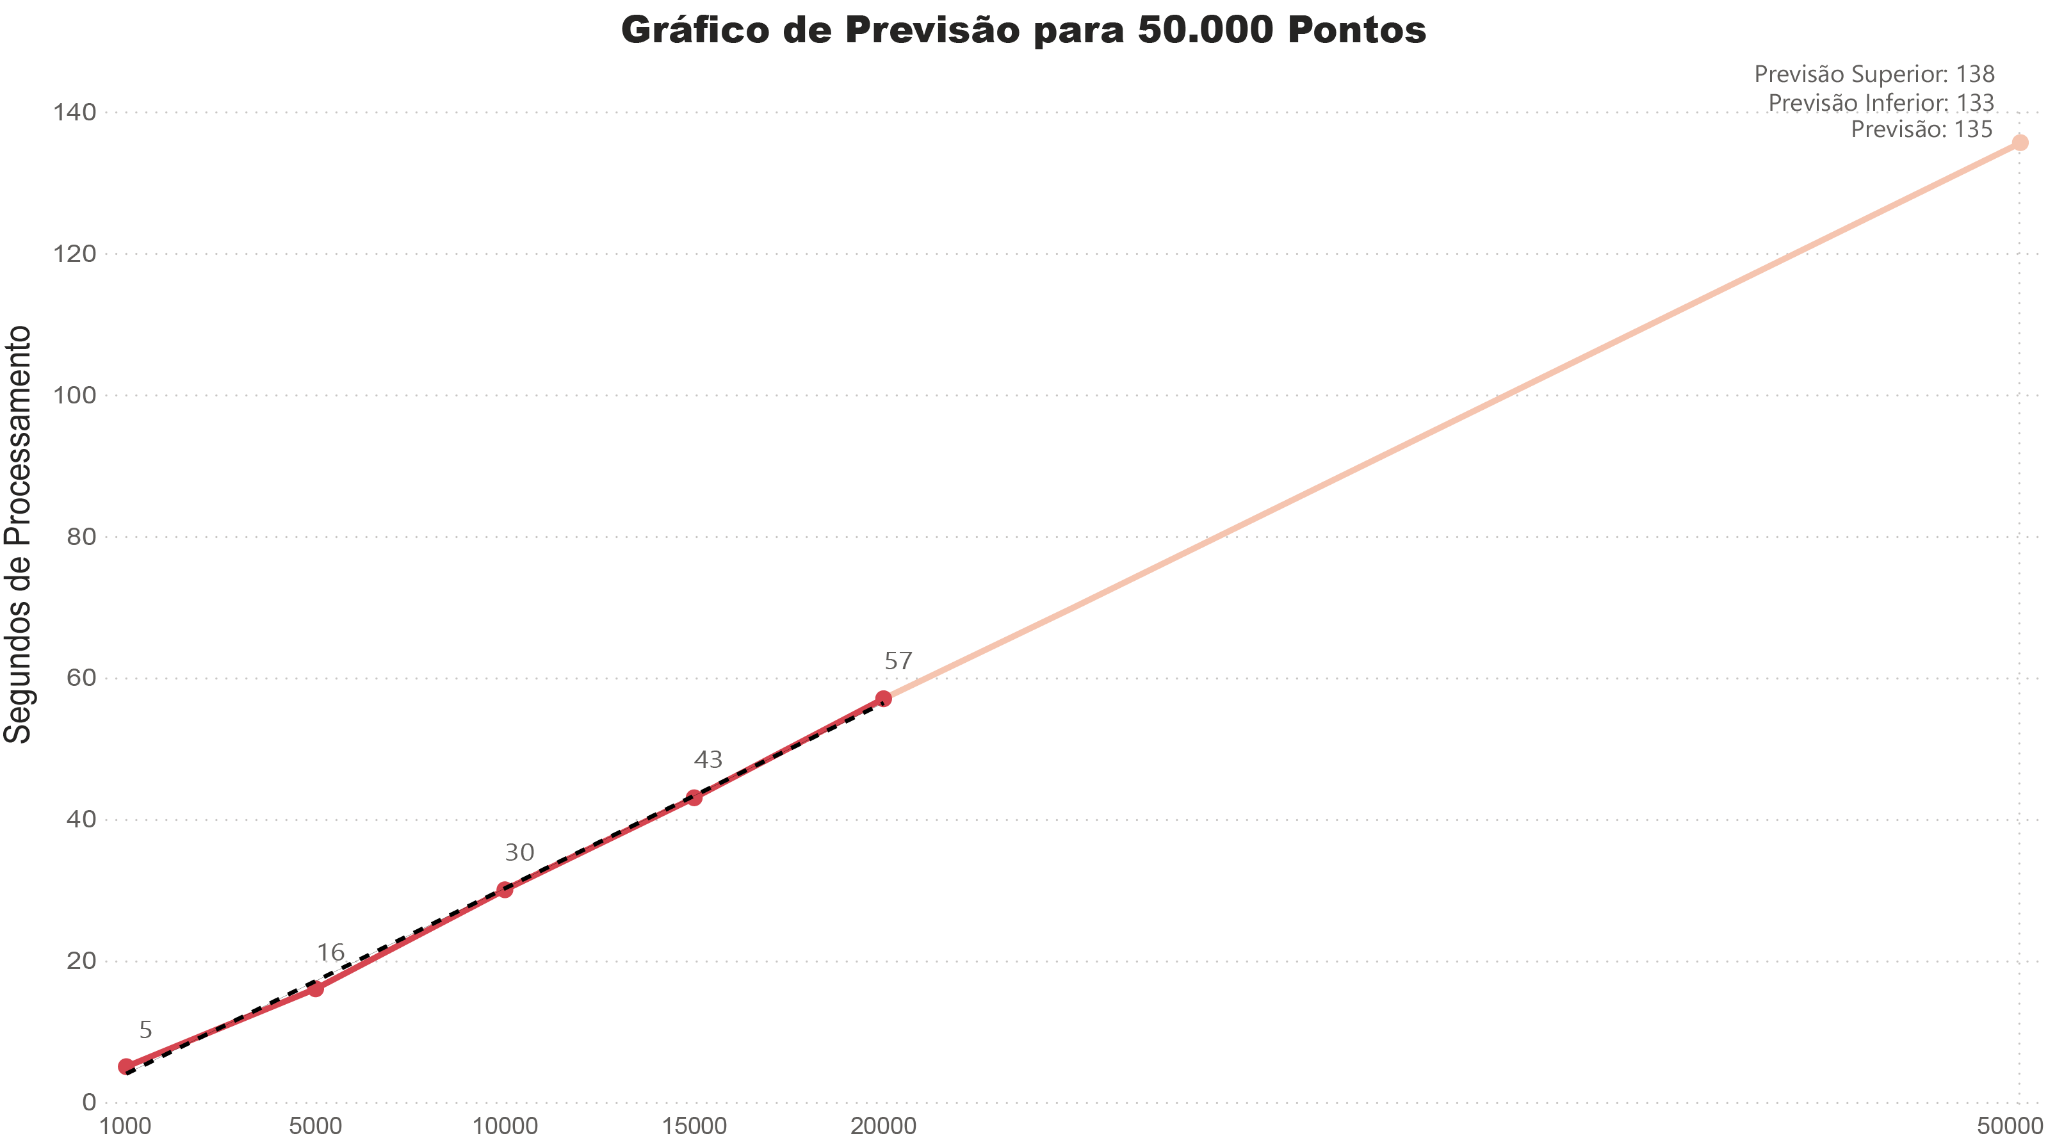 Gráfico de Previsão para 50.000 Pontos
Previsão Superior: 138
Previsão Inferior: 133
Previsão: 135
Segundos de Processamento
140
120
100
80
60
40
20
0
57
43
30
16
5
1000 5000 10000 15000 20000 50000